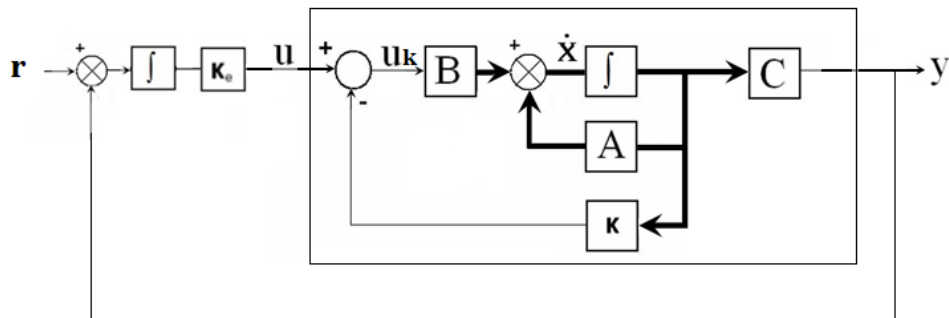 + + +
r ∫ Kₑ u uk B ẋ ∫ C y
-
A
K